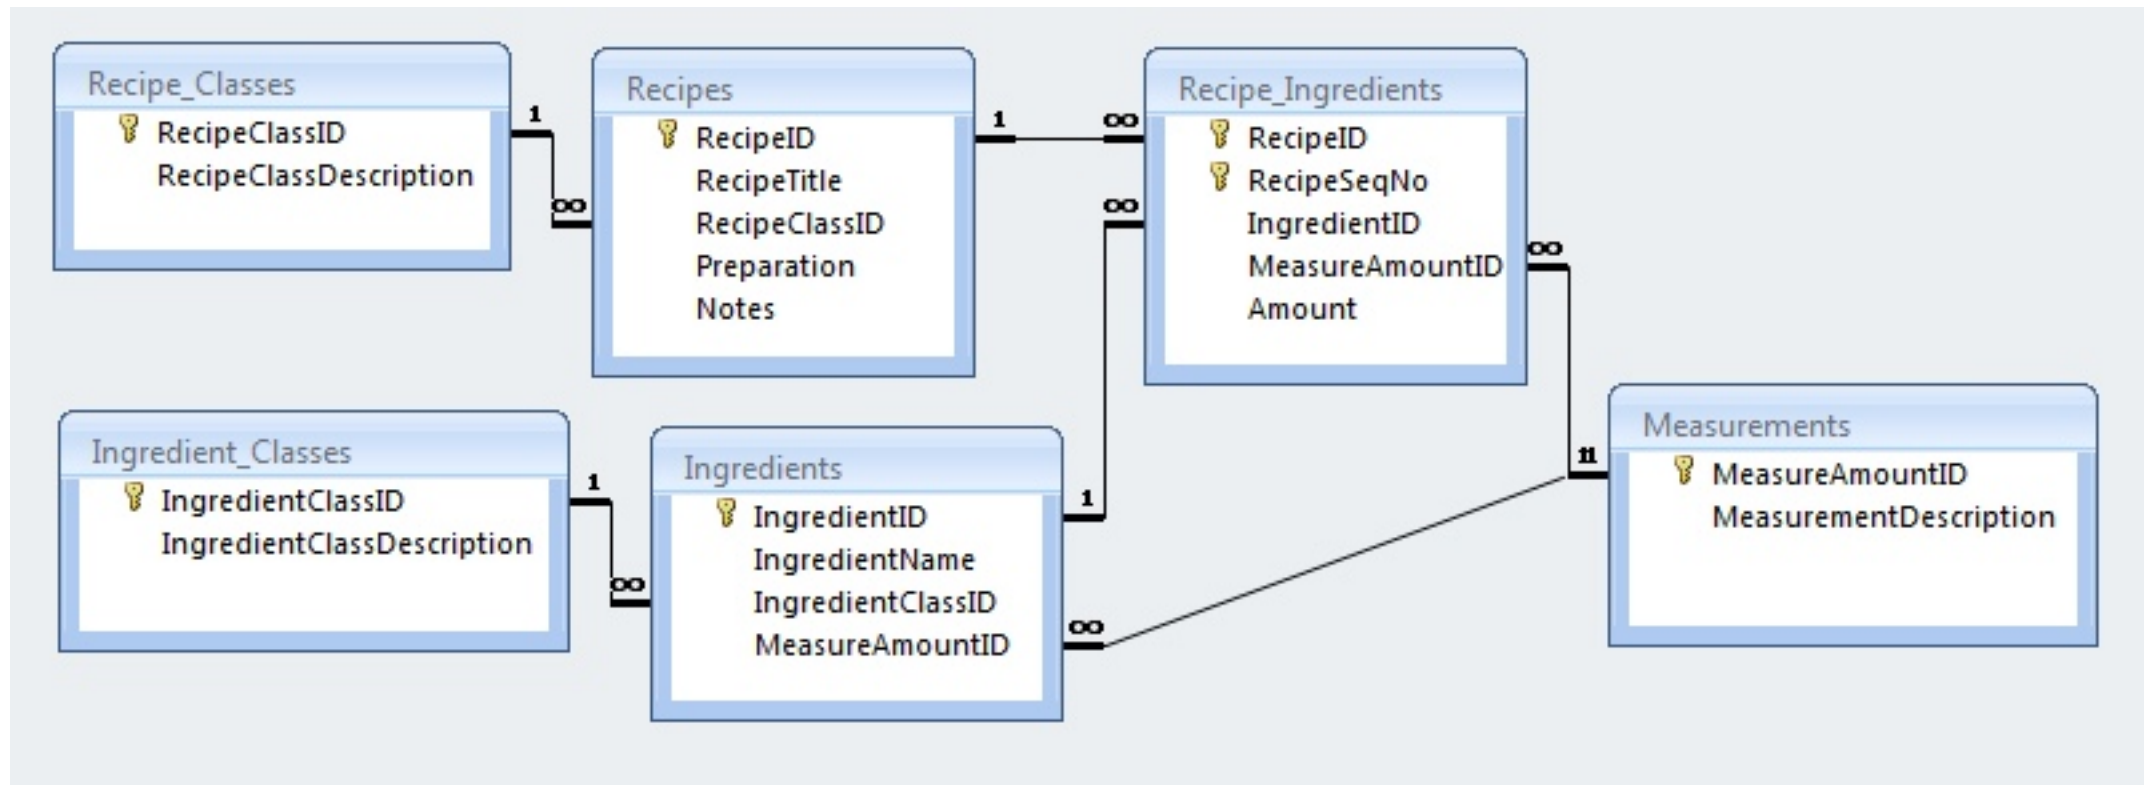 Recipe_Classes
RecipeClassID
RecipeClassDescription
1
∞
Recipes
RecipeID
RecipeTitle
RecipeClassID
Preparation
Notes
1
∞
∞
Recipe_Ingredients
RecipeID
RecipeSeqNo
IngredientID
MeasureAmountID
Amount
∞
Ingredient_Classes
IngredientClassID
IngredientClassDescription
1
∞
Ingredients
IngredientID
IngredientName
IngredientClassID
MeasureAmountID
1
∞
11
Measurements
MeasureAmountID
MeasurementDescription